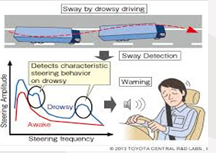 Sway by drowsy driving
Sway Detection
Detects characteristic
steering behavior
on drowsy
Warning
Drowsy
Awake
Steering Amplitude
Steering frequency
© 2013 TOYOTA CENTRAL R&D LABS.,